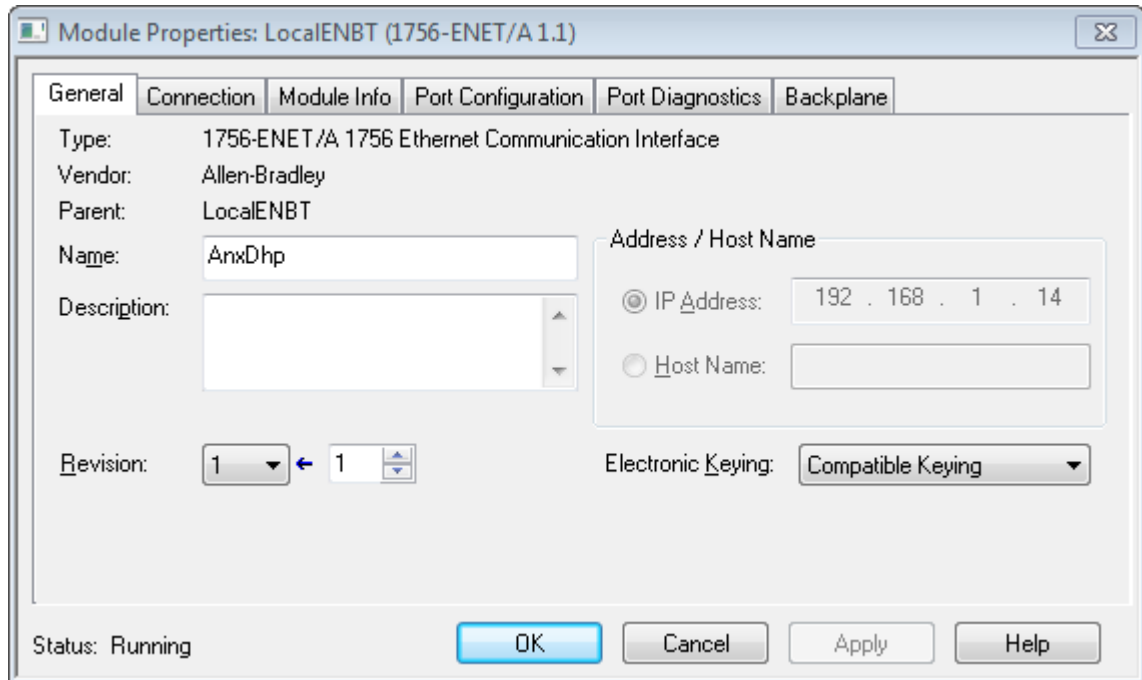 Module Properties: LocalENBT (1756-ENET/A 1.1)
General Connection Module Info Port Configuration Port Diagnostics Backplane
Type: 1756-ENET/A 1756 Ethernet Communication Interface
Vendor: Allen-Bradley
Parent: LocalENBT
Name: AnxDhp
Description:
Address / Host Name
IP Address: 192 . 168 . 1 . 14
Host Name:
Revision: 1 1
Electronic Keying: Compatible Keying
Status: Running
OK Cancel Apply Help